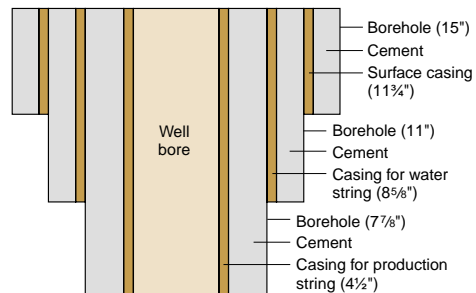 Borehole (15")
Cement
Surface casing
(11¾")
Well
bore
Borehole (11")
Cement
Casing for water
string (8⅝")
Borehole (7⅞")
Cement
Casing for production
string (4½")